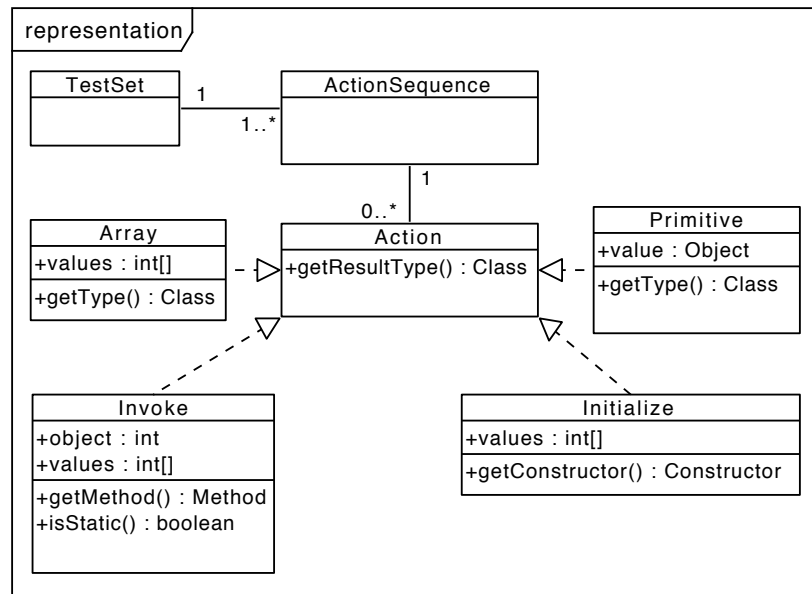 representation
TestSet
ActionSequence
1
1..*
1
0..*
Array
+values : int[]
+getType() : Class
Action
+getResultType() : Class
Primitive
+value : Object
+getType() : Class
Invoke
+object : int
+values : int[]
+getMethod() : Method
+isStatic() : boolean
Initialize
+values : int[]
+getConstructor() : Constructor